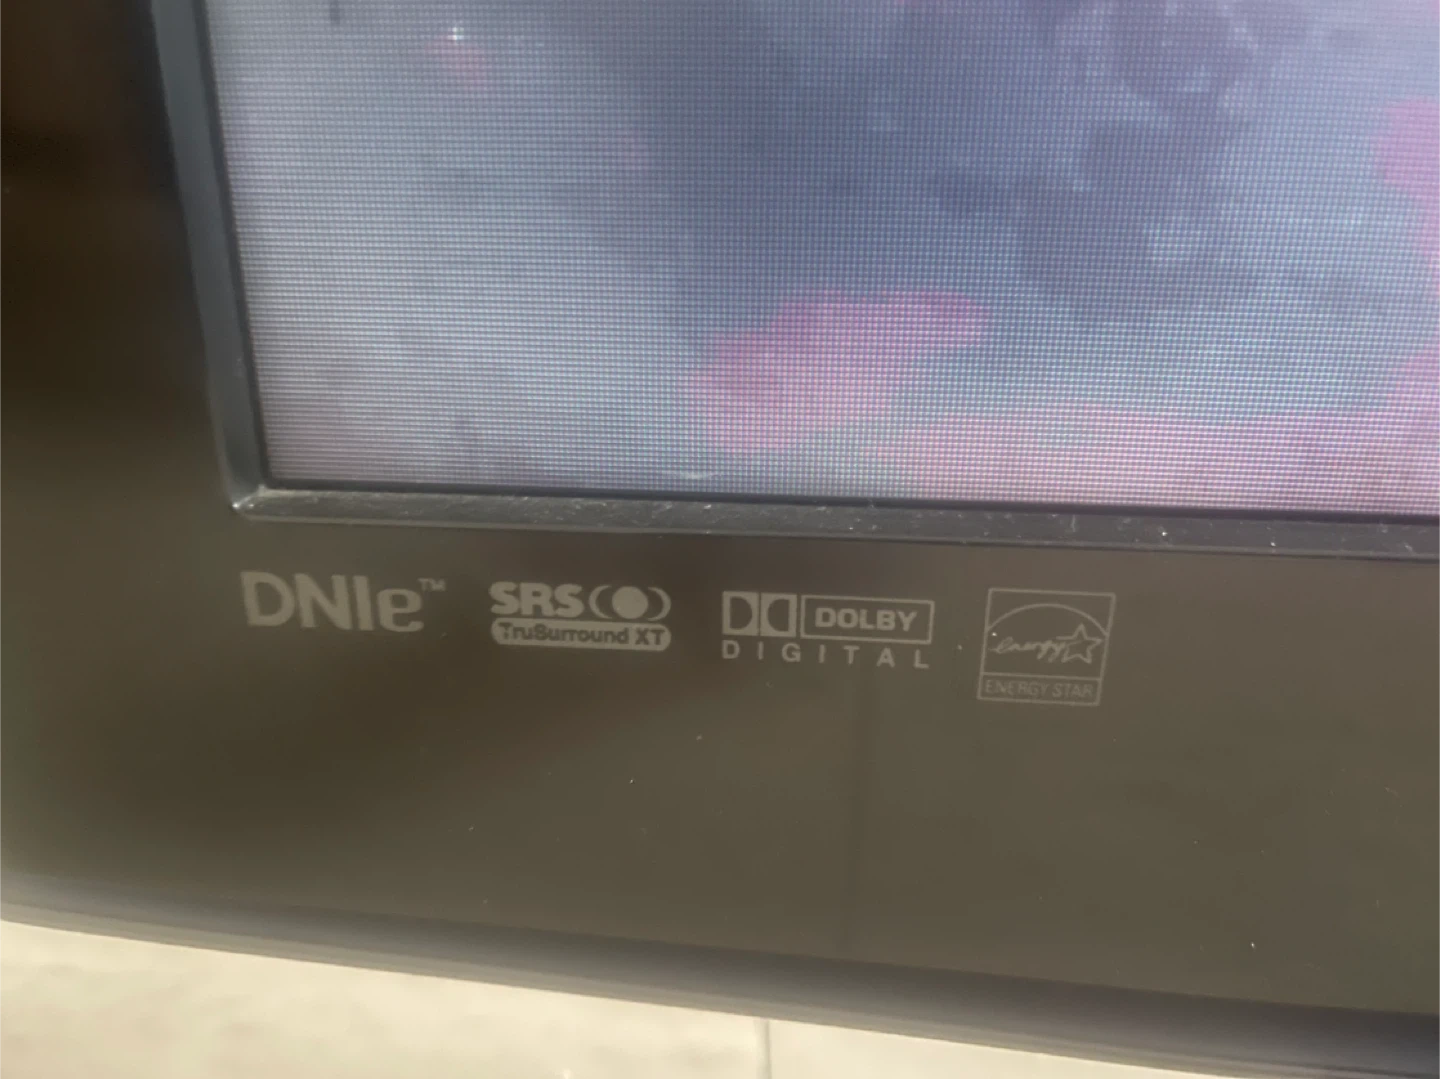 DNIe™
SRS
TruSurround XT
DOLBY
DIGITAL
energy
ENERGY STAR